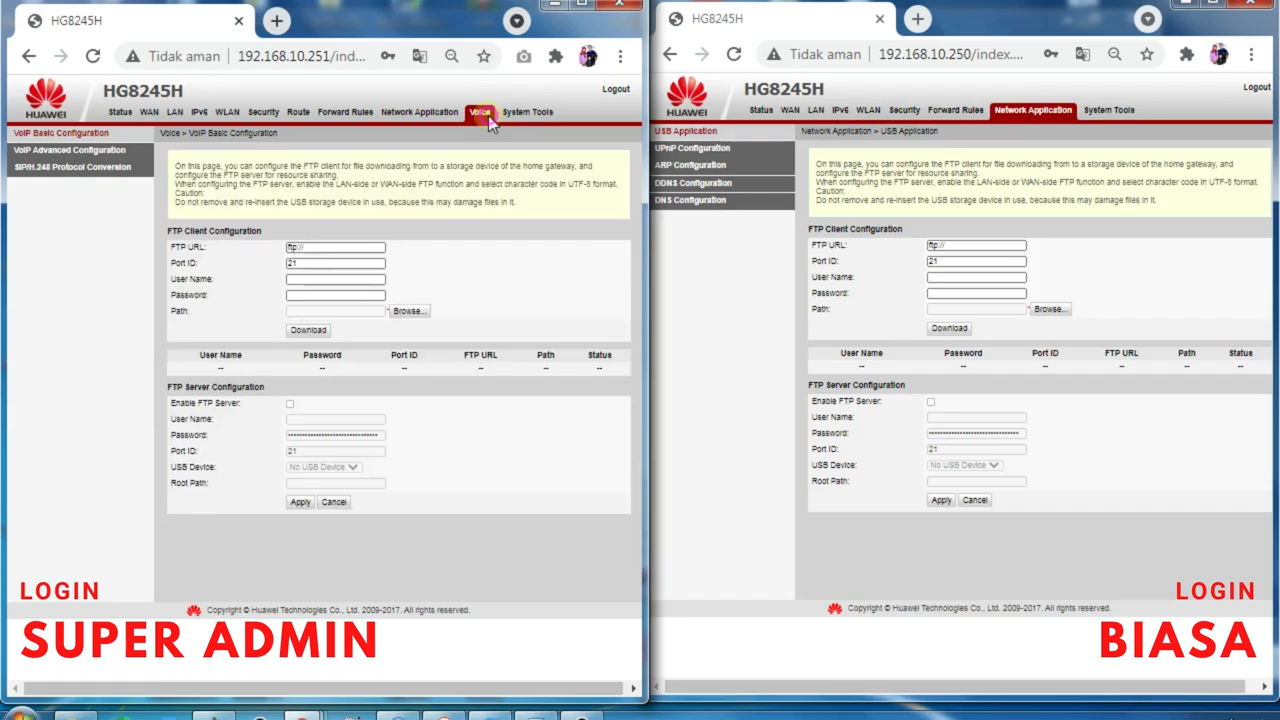 HG8245H
Tidak aman
192.168.10.251/ind...
HUAWEI
HG8245H
Logout
Status WAN LAN IPv6 WLAN Security Route Forward Rules Network Application Voice System Tools
VoIP Basic Configuration
VoIP Advanced Configuration
SIP/H.248 Protocol Conversion
Voice > VoIP Basic Configuration
On this page, you can configure the FTP client for file downloading from to a storage device of the home gateway, and
configure the FTP server for resource sharing.
When configuring the FTP server, enable the LAN-side or WAN-side FTP function and select character code in UTF-8 format.
Caution:
Do not remove and re-insert the USB storage device in use, because this may damage files in it.
FTP Client Configuration
FTP URL: ftp://
Port ID: 21
User Name:
Password:
Path: * Browse...
Download
User Name Password Port ID FTP URL Path Status
-- -- -- -- -- --
FTP Server Configuration
Enable FTP Server:
User Name:
Password:
Port ID: 21
USB Device: No USB Device
Root Path:
Apply Cancel
Copyright © Huawei Technologies Co., Ltd. 2009-2017. All rights reserved.
LOGIN
SUPER ADMIN
HG8245H
Tidak aman
192.168.10.250/index....
HUAWEI
HG8245H
Logout
Status WAN LAN IPv6 WLAN Security Forward Rules Network Application System Tools
USB Application
UPnP Configuration
ARP Configuration
DDNS Configuration
DNS Configuration
Network Application > USB Application
On this page, you can configure the FTP client for file downloading from to a storage device of the home gateway, and
configure the FTP server for resource sharing.
When configuring the FTP server, enable the LAN-side or WAN-side FTP function and select character code in UTF-8 format.
Caution:
Do not remove and re-insert the USB storage device in use, because this may damage files in it.
FTP Client Configuration
FTP URL: ftp://
Port ID: 21
User Name:
Password:
Path: * Browse...
Download
User Name Password Port ID FTP URL Path Status
-- -- -- -- -- --
FTP Server Configuration
Enable FTP Server:
User Name:
Password:
Port ID: 21
USB Device: No USB Device
Root Path:
Apply Cancel
Copyright © Huawei Technologies Co., Ltd. 2009-2017. All rights reserved.
LOGIN
BIASA